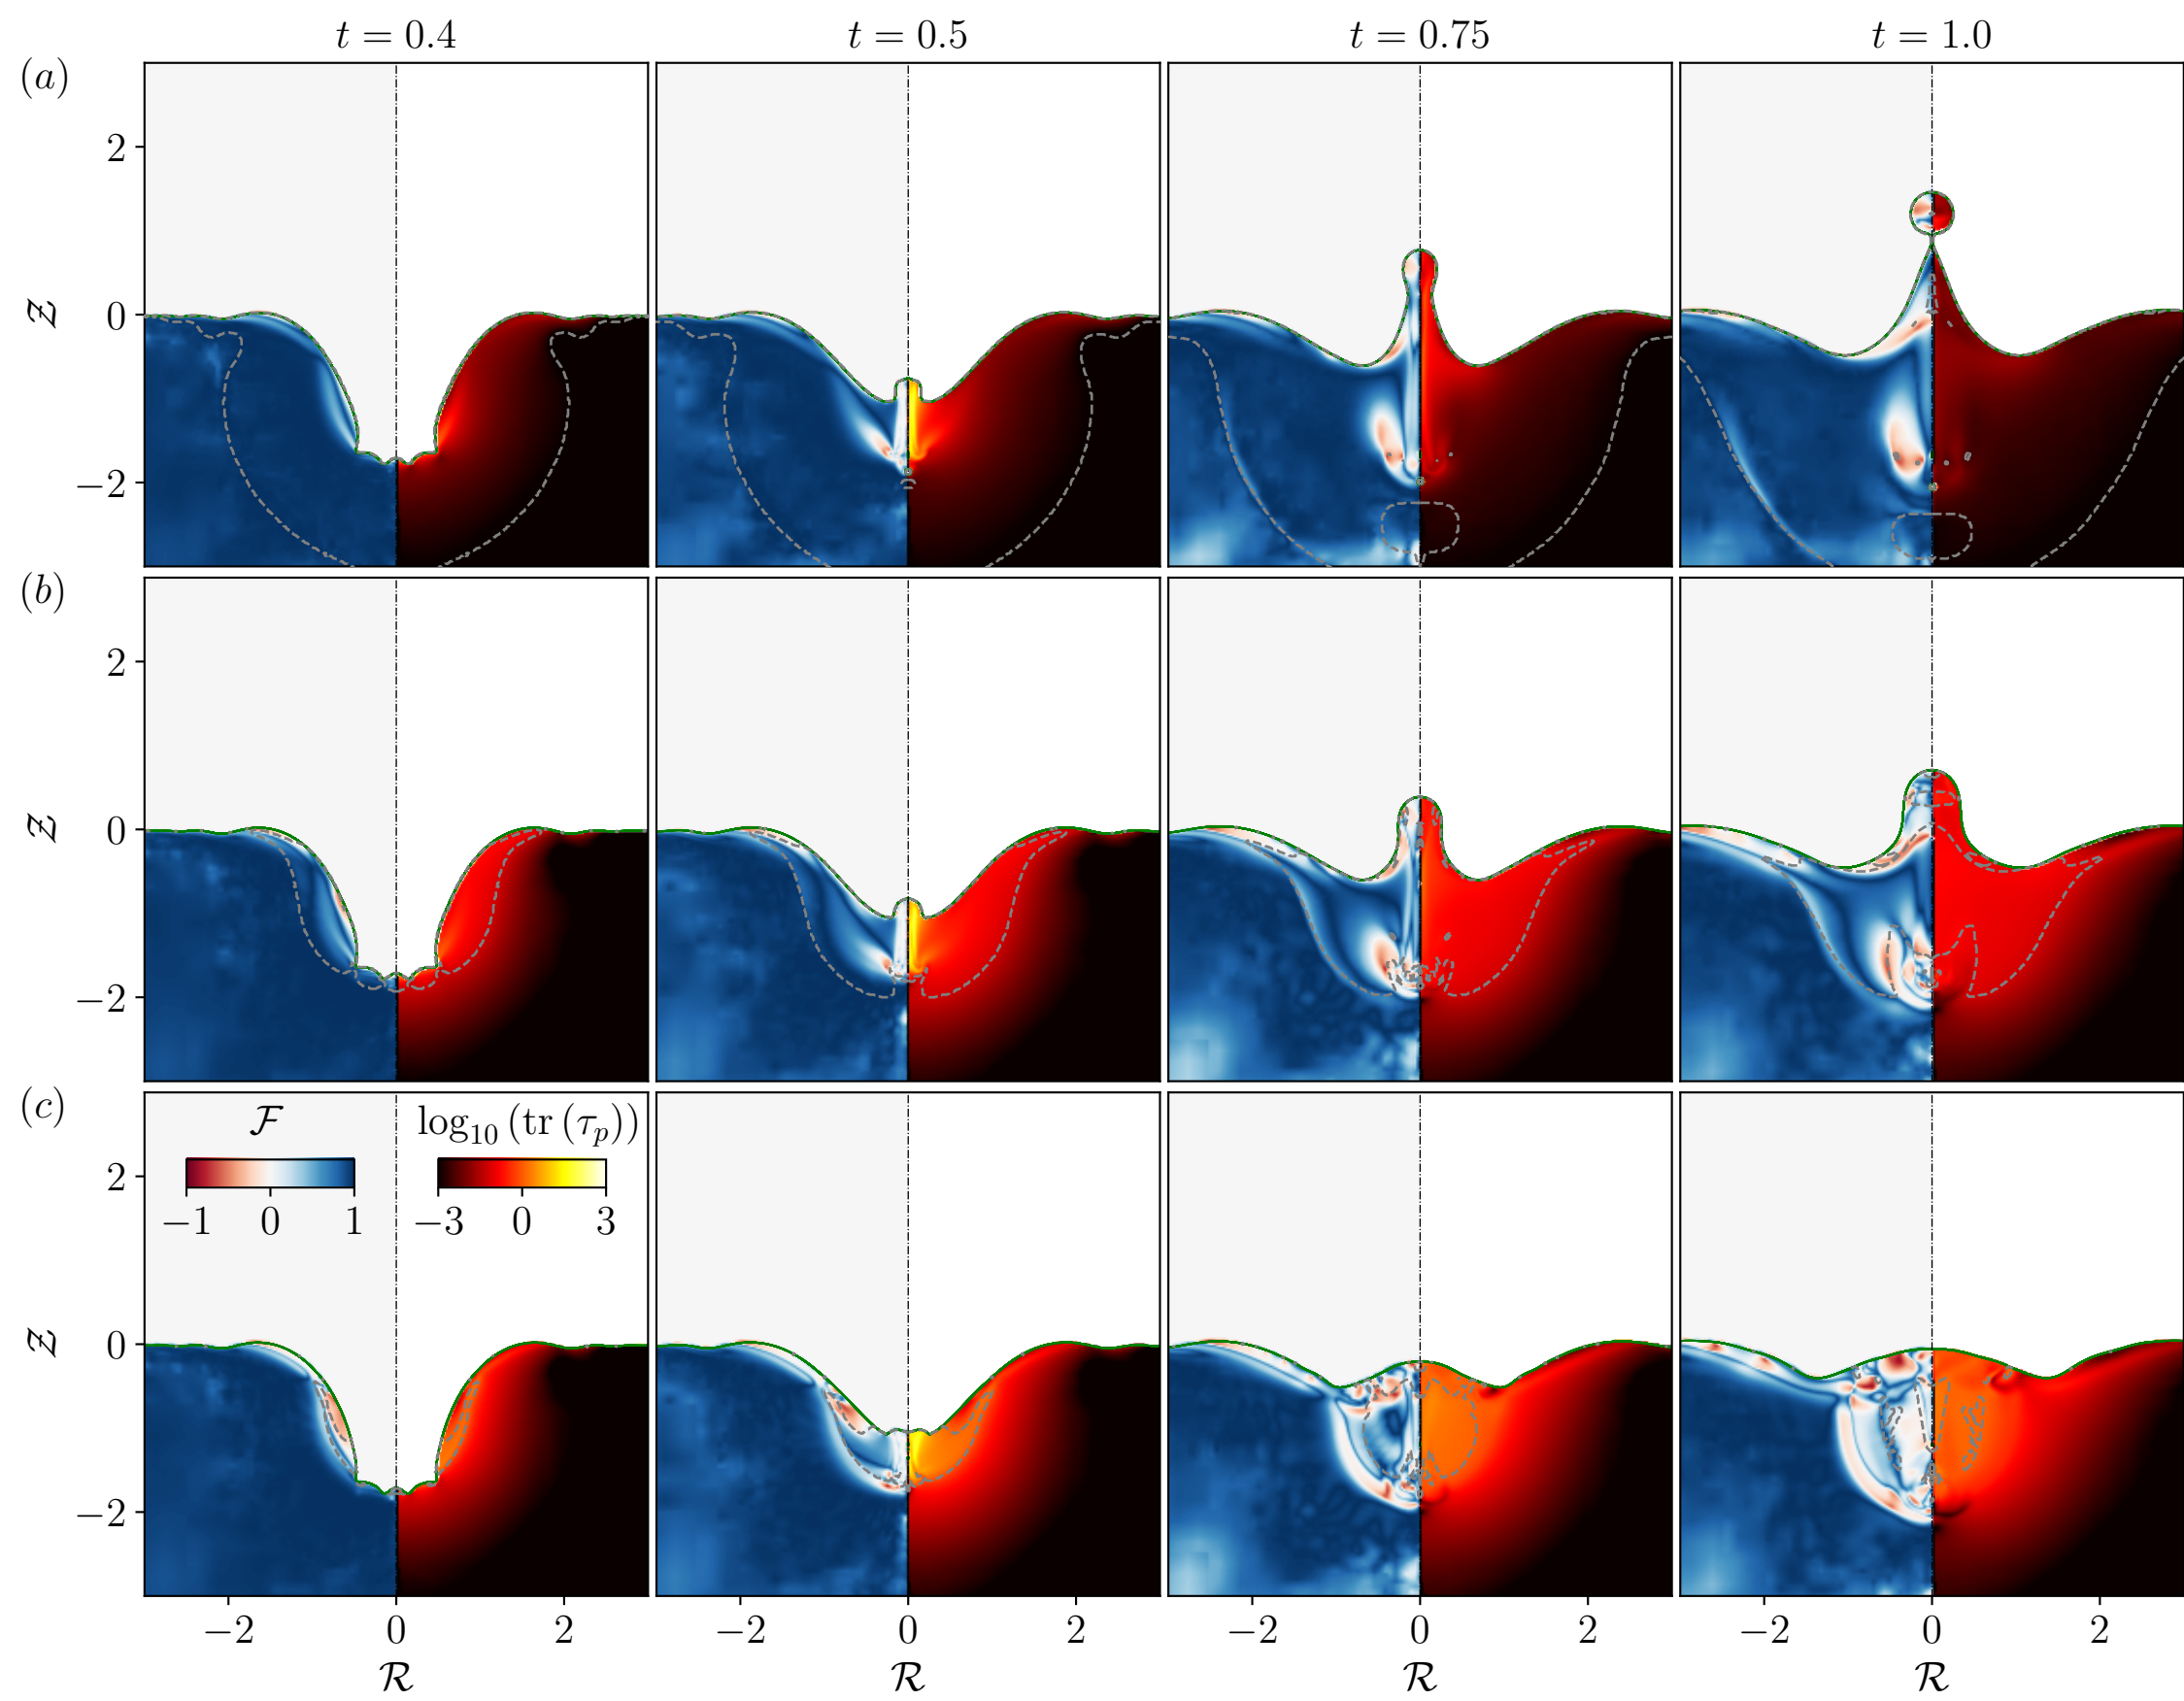 t = 0.4 t = 0.5 t = 0.75 t = 1.0
(a)
2
0
−2
𝒵
(b)
2
0
−2
𝒵
(c)
ℱ log₁₀ (tr (τₚ))
−1 0 1 −3 0 3
2
0
−2
𝒵
−2 0 2 −2 0 2 −2 0 2 −2 0 2
ℛ ℛ ℛ ℛ